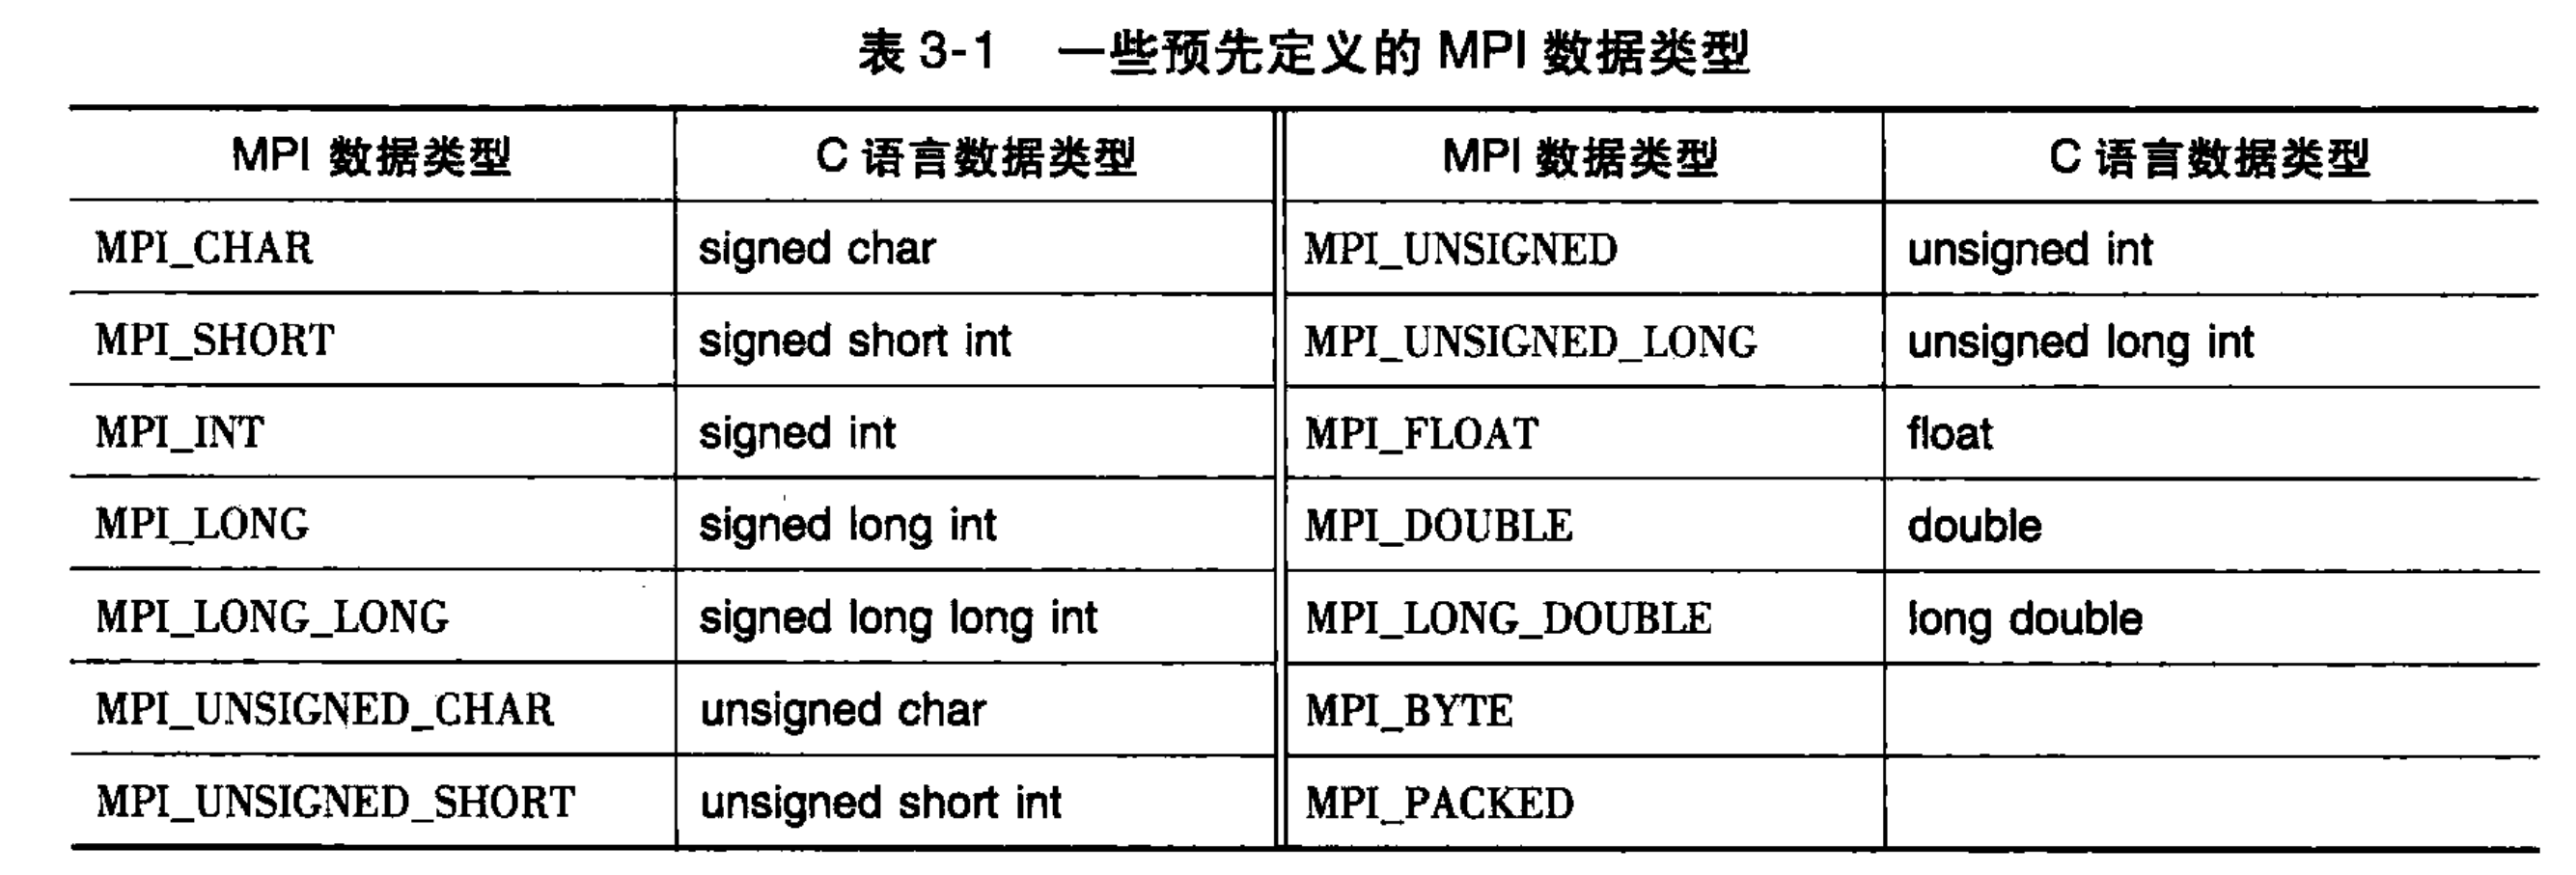 表 3-1 一些预先定义的 MPI 数据类型
MPI 数据类型 C 语言数据类型 MPI 数据类型 C 语言数据类型
MPI_CHAR signed char MPI_UNSIGNED unsigned int
MPI_SHORT signed short int MPI_UNSIGNED_LONG unsigned long int
MPI_INT signed int MPI_FLOAT float
MPI_LONG signed long int MPI_DOUBLE double
MPI_LONG_LONG signed long long int MPI_LONG_DOUBLE long double
MPI_UNSIGNED_CHAR unsigned char MPI_BYTE
MPI_UNSIGNED_SHORT unsigned short int MPI_PACKED